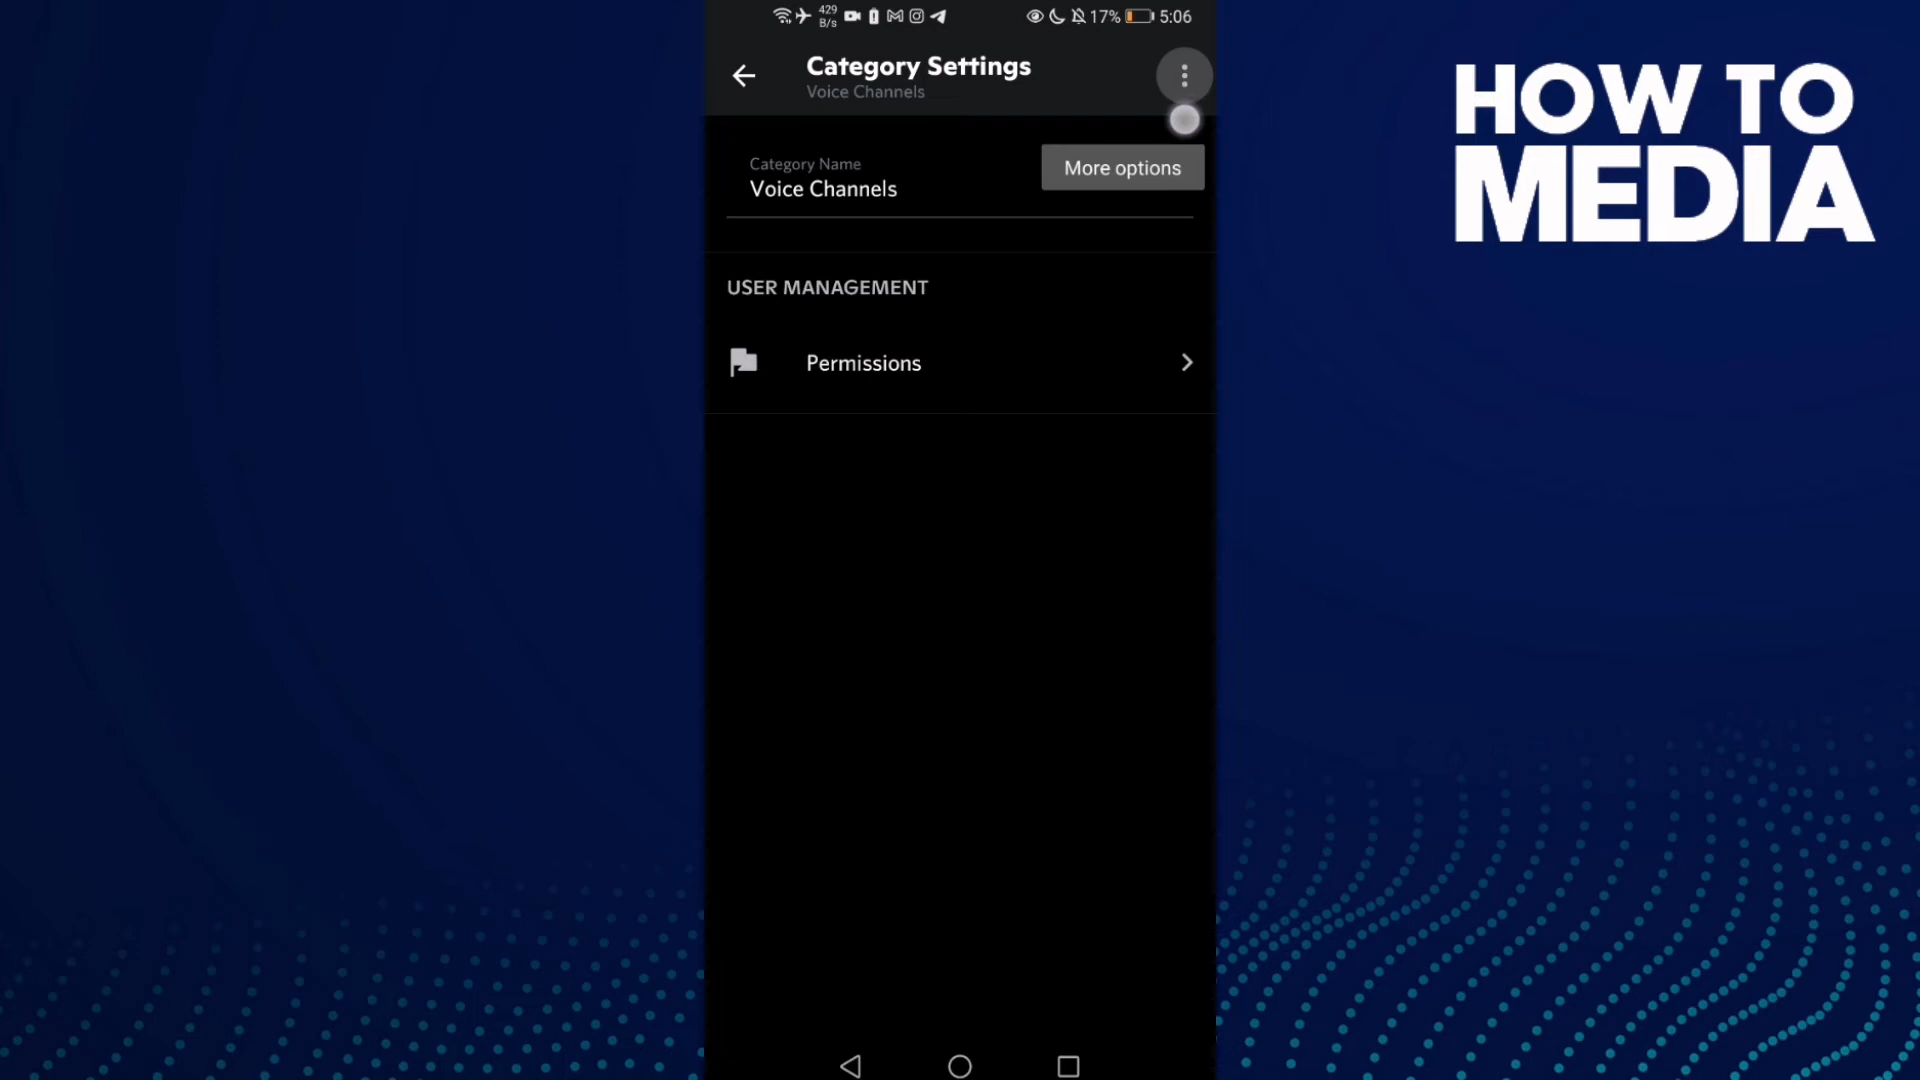 429
B/s
17%
5:06
Category Settings
Voice Channels
Category Name
Voice Channels
More options
USER MANAGEMENT
Permissions
HOW TO
MEDIA